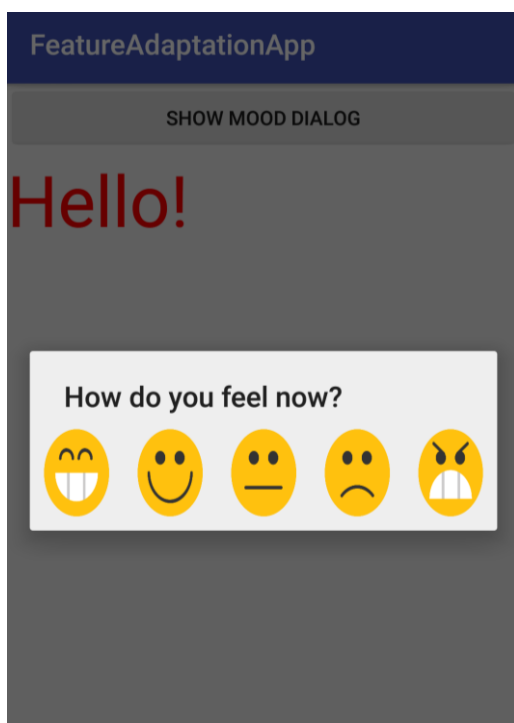 FeatureAdaptationApp
SHOW MOOD DIALOG
Hello!
How do you feel now?